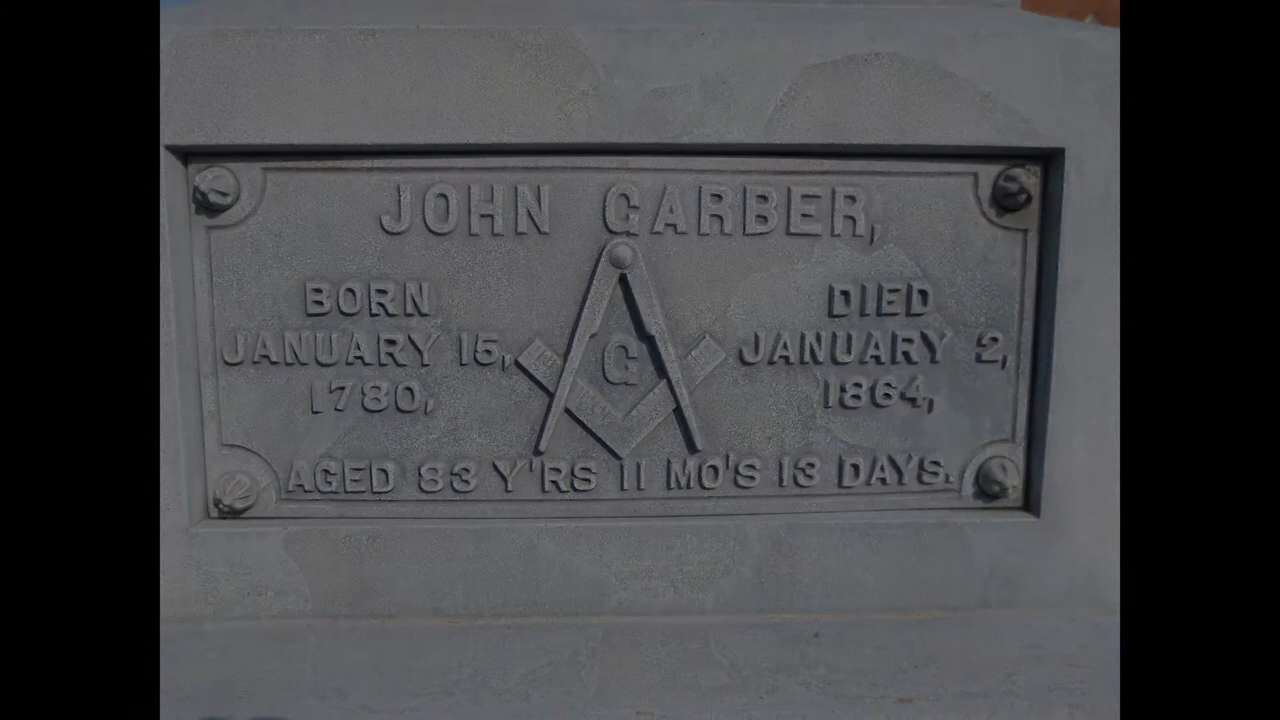 JOHN GARBER,
BORN
JANUARY 15,
1780,
G
DIED
JANUARY 2,
1864,
AGED 83 Y'RS 11 MO'S 13 DAYS.